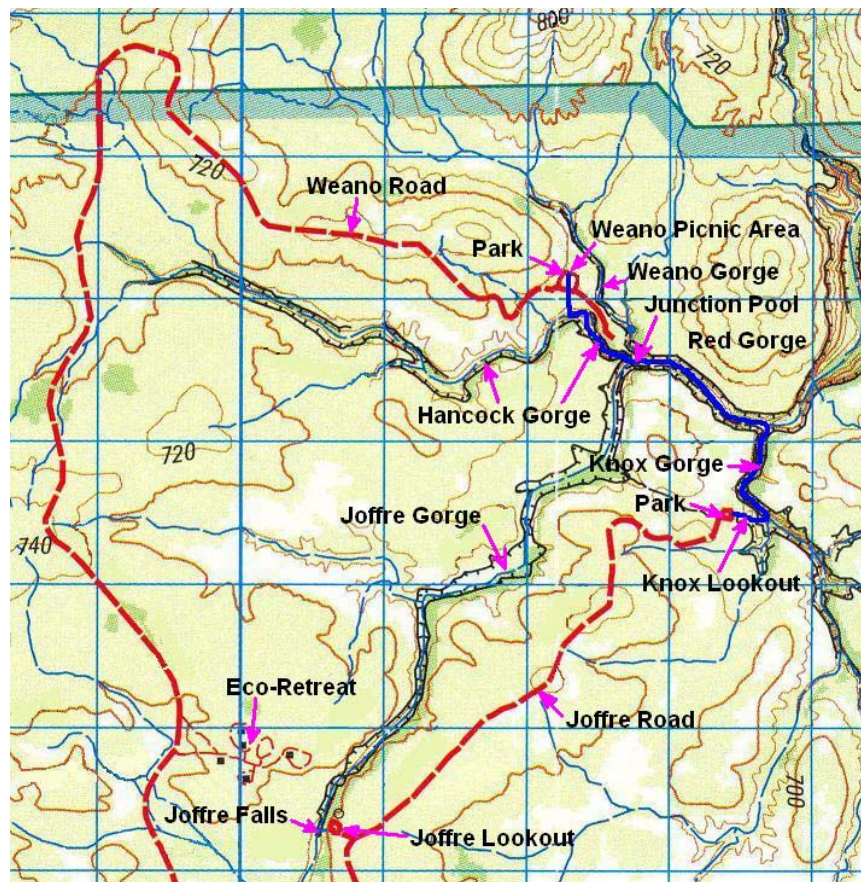 800
720
720
Weano Road
Park
Weano Picnic Area
Weano Gorge
Junction Pool
Red Gorge
Hancock Gorge
720
Knox Gorge
Park
Joffre Gorge
740
Knox Lookout
Eco-Retreat
Joffre Road
700
Joffre Falls
Joffre Lookout